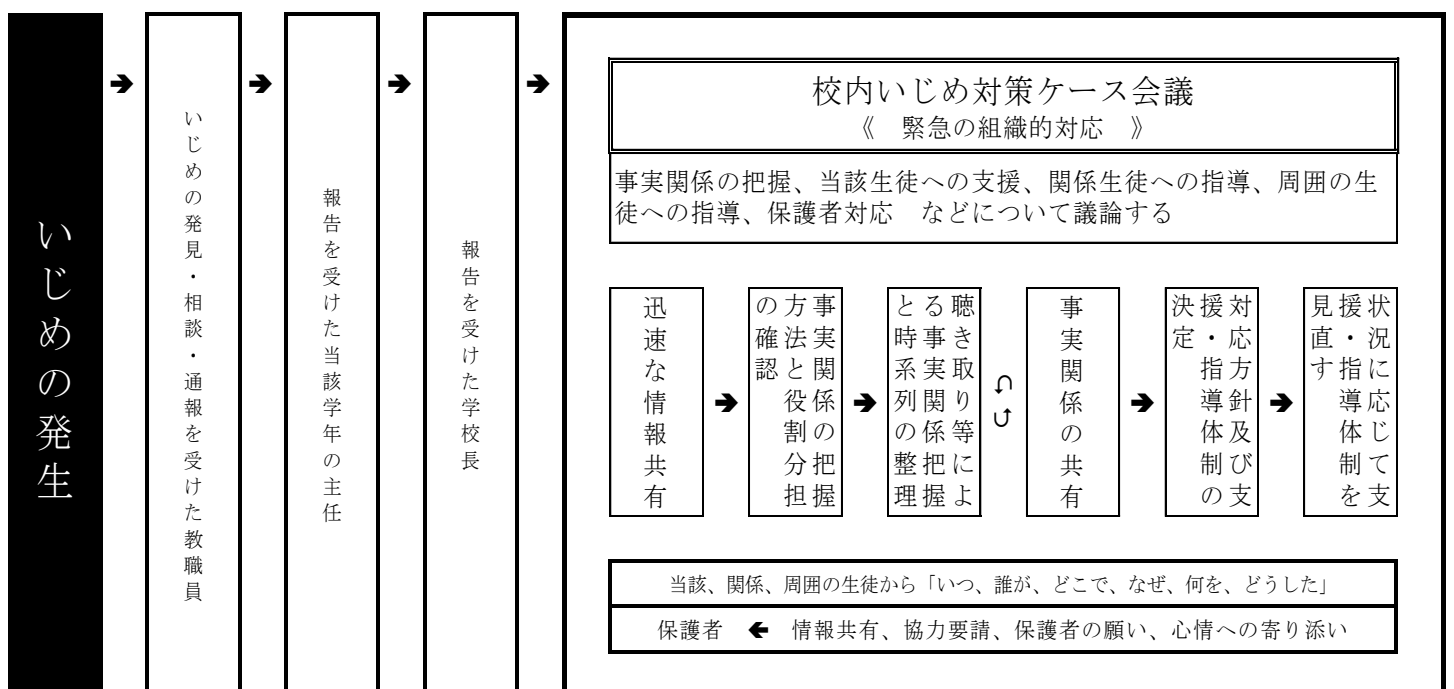 いじめの発生
➔
いじめの発見・相談・通報を受けた教職員
➔
報告を受けた当該学年の主任
➔
報告を受けた学校長
➔
校内いじめ対策ケース会議
《　緊急の組織的対応　》
事実関係の把握、当該生徒への支援、関係生徒への指導、周囲の生
徒への指導、保護者対応　などについて議論する
迅速な情報共有
➔
事実関係の把握
方法と役割分担
の確認
➔
聴き取り等によ
る事実関係把握
と時系列の整理
事実関係の共有
➔
対応方針及び支
援・指導体制の
決定
➔
状況に応じて支
援・指導体制を
見直す
当該、関係、周囲の生徒から「いつ、誰が、どこで、なぜ、何を、どうした」
保護者　🡸　情報共有、協力要請、保護者の願い、心情への寄り添い